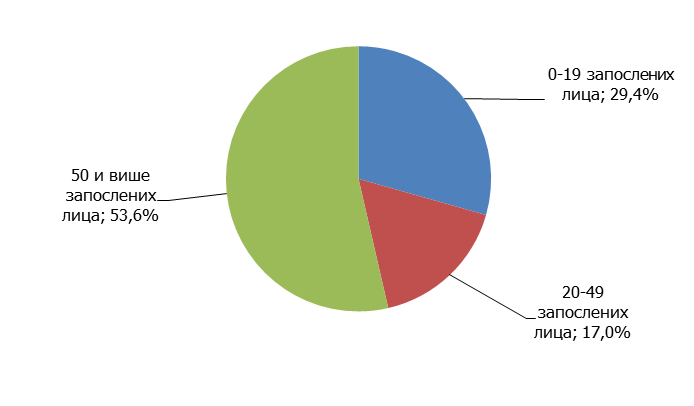 0-19 запослених
лица; 29,4%
50 и више
запослених
лица; 53,6%
20-49
запослених
лица; 17,0%